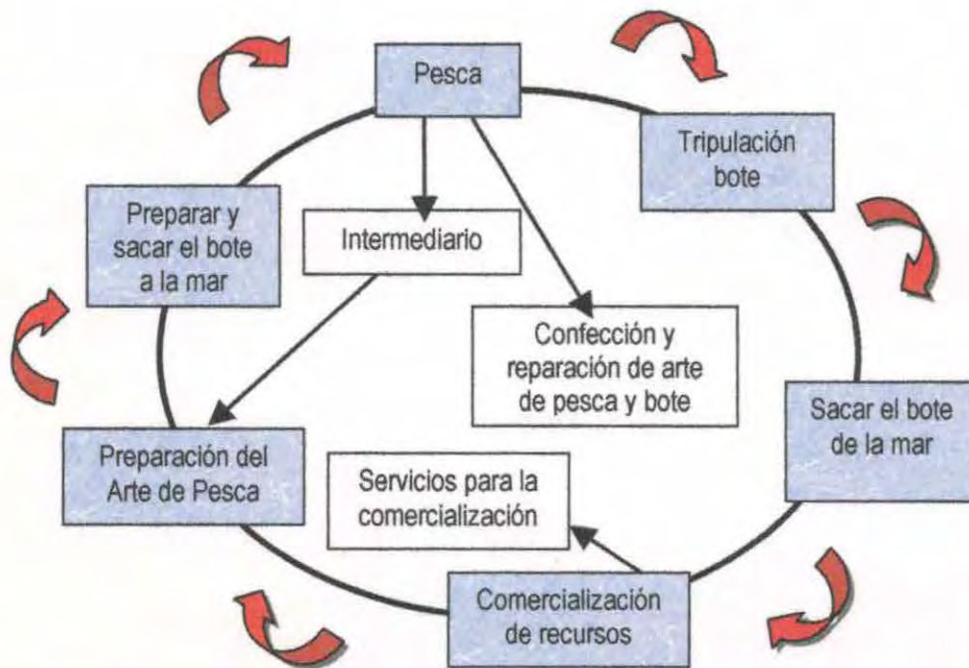 Pesca
Tripulación
bote
Preparar y
sacar el bote
a la mar
Intermediario
Confección y
reparación de arte
de pesca y bote
Sacar el bote
de la mar
Preparación del
Arte de Pesca
Servicios para la
comercialización
Comercialización
de recursos